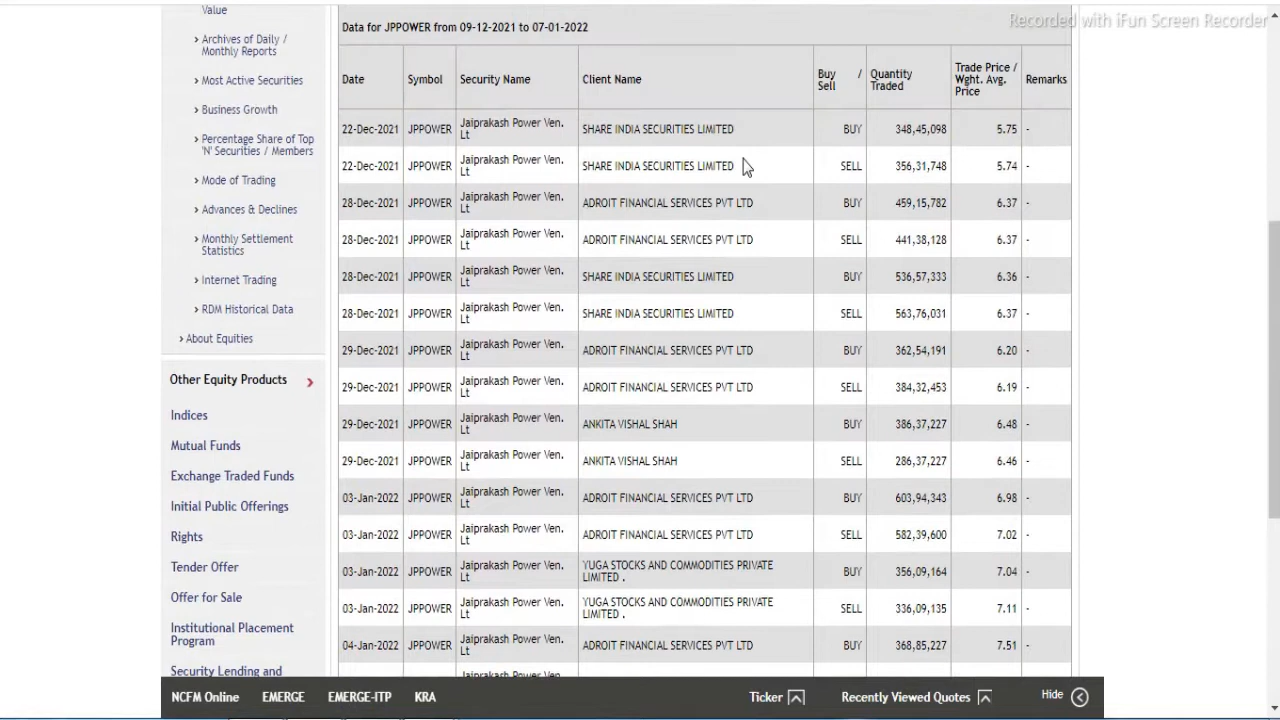 Recorded with iFun Screen Recorder
Value
› Archives of Daily /
Monthly Reports
› Most Active Securities
› Business Growth
› Percentage Share of Top
'N' Securities / Members
› Mode of Trading
› Advances & Declines
› Monthly Settlement
Statistics
› Internet Trading
› RDM Historical Data
› About Equities
Other Equity Products
Indices
Mutual Funds
Exchange Traded Funds
Initial Public Offerings
Rights
Tender Offer
Offer for Sale
Institutional Placement
Program
Security Lending and
Data for JPPOWER from 09-12-2021 to 07-01-2022
Date Symbol Security Name Client Name Buy / Sell Quantity Traded Trade Price / Wght. Avg. Price Remarks
22-Dec-2021 JPPOWER Jaiprakash Power Ven. Lt SHARE INDIA SECURITIES LIMITED BUY 348,45,098 5.75 -
22-Dec-2021 JPPOWER Jaiprakash Power Ven. Lt SHARE INDIA SECURITIES LIMITED SELL 356,31,748 5.74 -
28-Dec-2021 JPPOWER Jaiprakash Power Ven. Lt ADROIT FINANCIAL SERVICES PVT LTD BUY 459,15,782 6.37 -
28-Dec-2021 JPPOWER Jaiprakash Power Ven. Lt ADROIT FINANCIAL SERVICES PVT LTD SELL 441,38,128 6.37 -
28-Dec-2021 JPPOWER Jaiprakash Power Ven. Lt SHARE INDIA SECURITIES LIMITED BUY 536,57,333 6.36 -
28-Dec-2021 JPPOWER Jaiprakash Power Ven. Lt SHARE INDIA SECURITIES LIMITED SELL 563,76,031 6.37 -
29-Dec-2021 JPPOWER Jaiprakash Power Ven. Lt ADROIT FINANCIAL SERVICES PVT LTD BUY 362,54,191 6.20 -
29-Dec-2021 JPPOWER Jaiprakash Power Ven. Lt ADROIT FINANCIAL SERVICES PVT LTD SELL 384,32,453 6.19 -
29-Dec-2021 JPPOWER Jaiprakash Power Ven. Lt ANKITA VISHAL SHAH BUY 386,37,227 6.48 -
29-Dec-2021 JPPOWER Jaiprakash Power Ven. Lt ANKITA VISHAL SHAH SELL 286,37,227 6.46 -
03-Jan-2022 JPPOWER Jaiprakash Power Ven. Lt ADROIT FINANCIAL SERVICES PVT LTD BUY 603,94,343 6.98 -
03-Jan-2022 JPPOWER Jaiprakash Power Ven. Lt ADROIT FINANCIAL SERVICES PVT LTD SELL 582,39,600 7.02 -
03-Jan-2022 JPPOWER Jaiprakash Power Ven. Lt YUGA STOCKS AND COMMODITIES PRIVATE LIMITED . BUY 356,09,164 7.04 -
03-Jan-2022 JPPOWER Jaiprakash Power Ven. Lt YUGA STOCKS AND COMMODITIES PRIVATE LIMITED . SELL 336,09,135 7.11 -
04-Jan-2022 JPPOWER Jaiprakash Power Ven. Lt ADROIT FINANCIAL SERVICES PVT LTD BUY 368,85,227 7.51 -
Jaiprakash Power Ven.
NCFM Online EMERGE EMERGE-ITP KRA Ticker Recently Viewed Quotes Hide